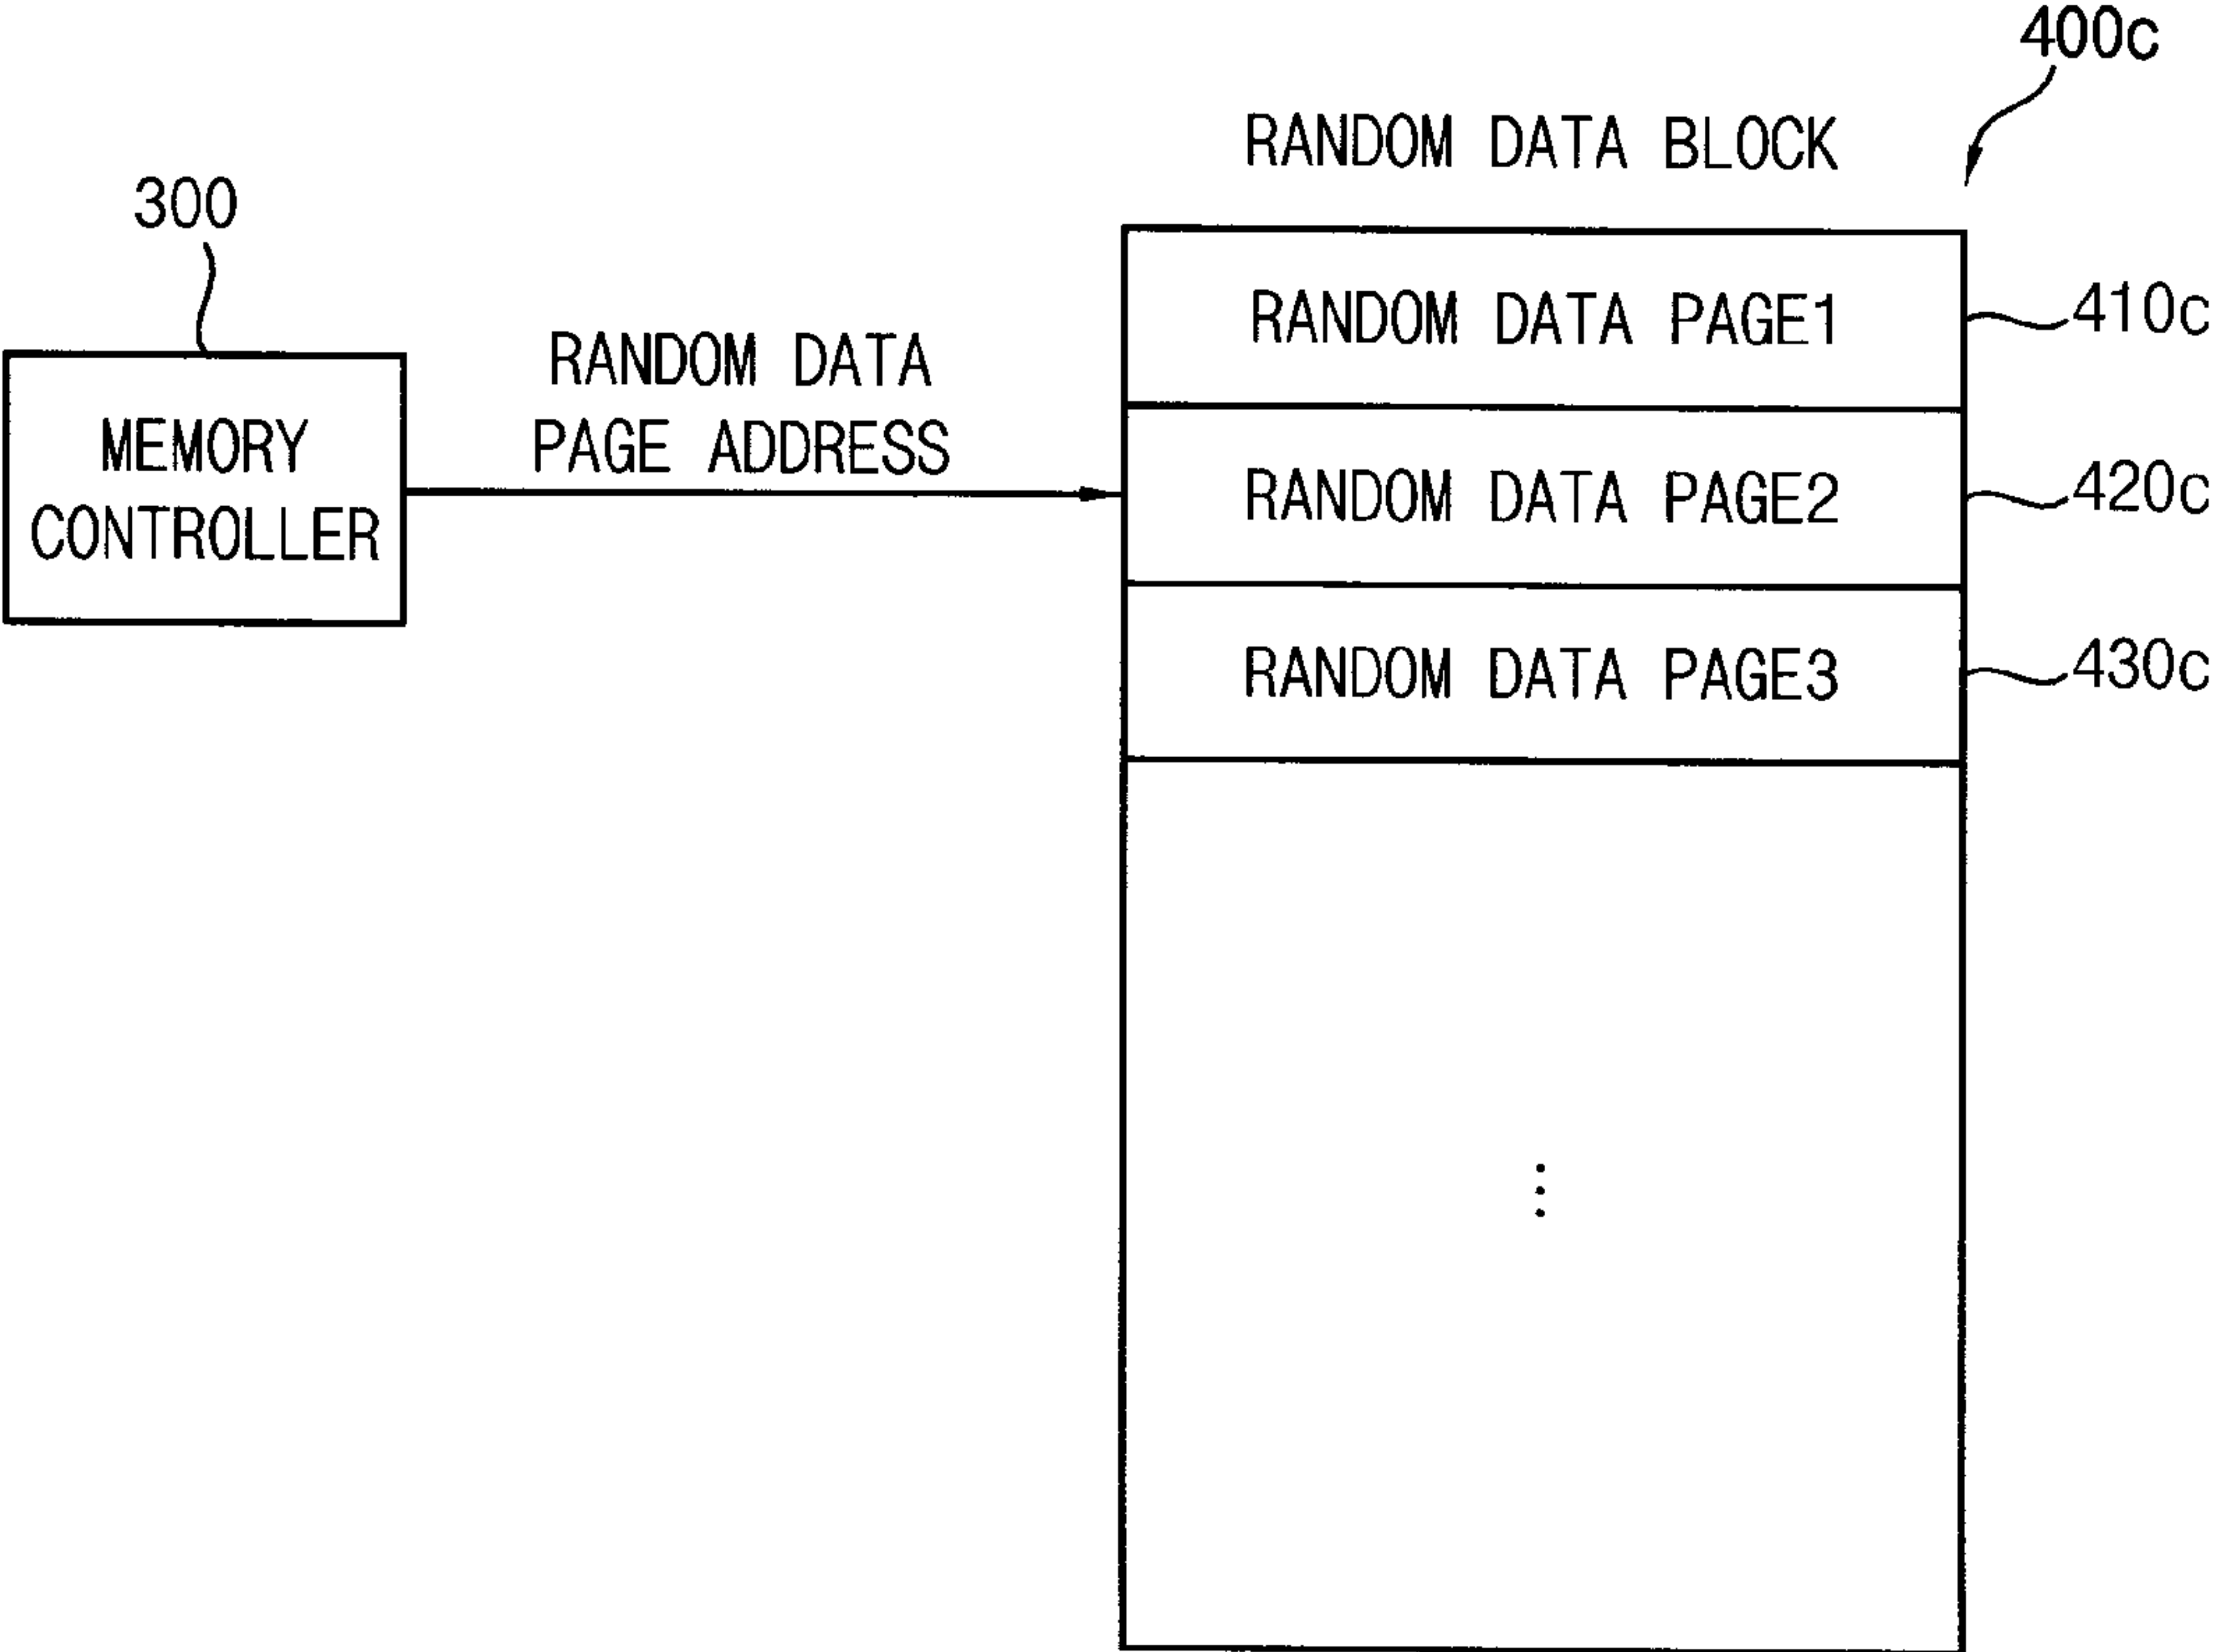 400c
RANDOM DATA BLOCK
300
RANDOM DATA PAGE1
410c
RANDOM DATA
PAGE ADDRESS
MEMORY
CONTROLLER
RANDOM DATA PAGE2
420c
RANDOM DATA PAGE3
430c